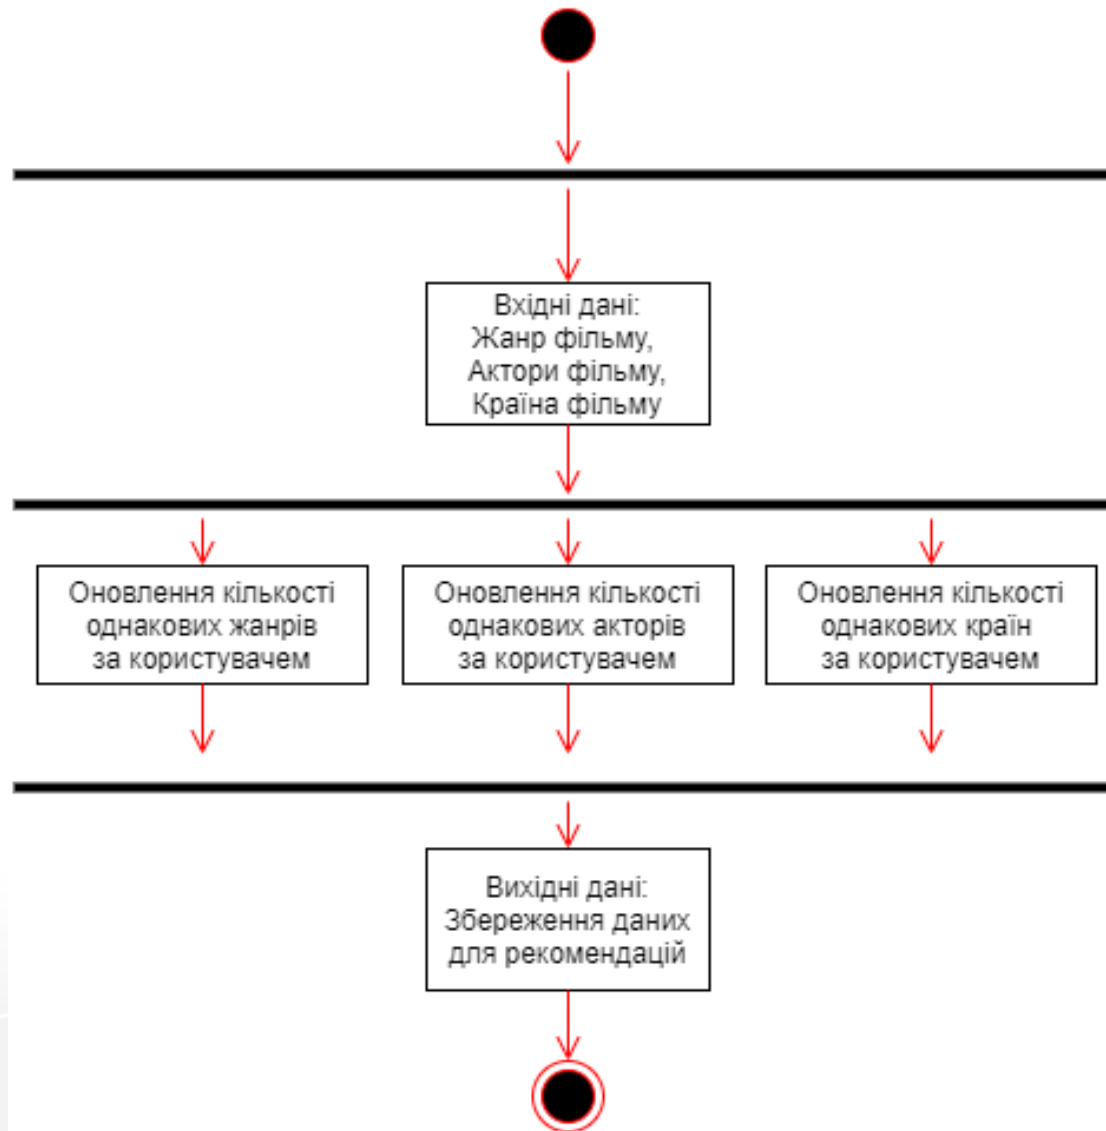 Вхідні дані:
Жанр фільму,
Актори фільму,
Країна фільму
Оновлення кількості
однакових жанрів
за користувачем
Оновлення кількості
однакових акторів
за користувачем
Оновлення кількості
однакових країн
за користувачем
Вихідні дані:
Збереження даних
для рекомендацій